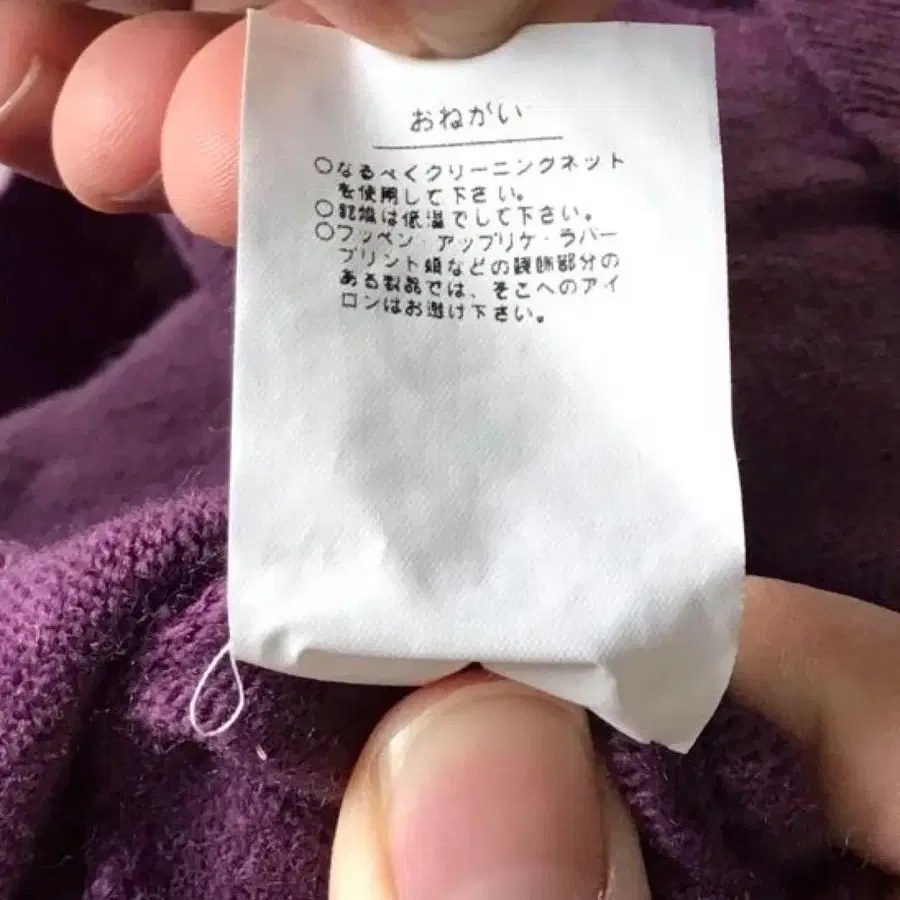 おねがい
○なるべくクリーニングネット
を使用して下さい。
○乾燥は低温でして下さい。
○ワッペン・アップリケ・ラバー
プリント類などの装飾部分の
ある製品では、そこへのアイ
ロンはお避け下さい。